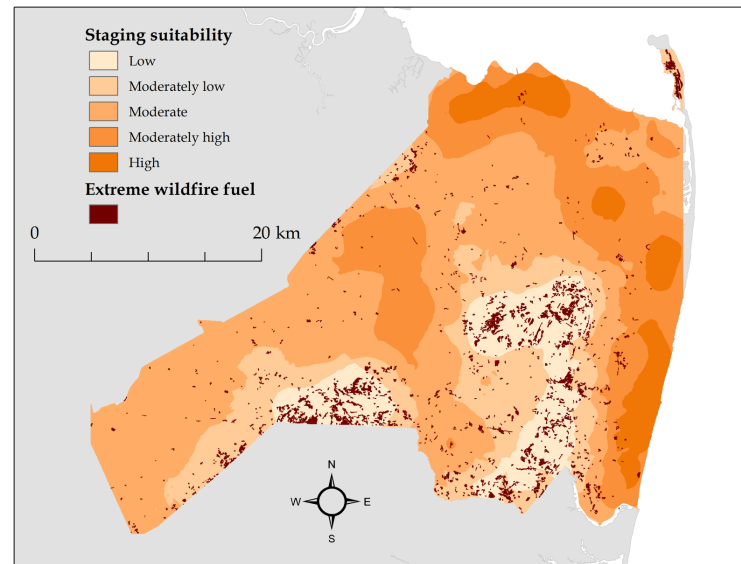 Staging suitability
Low
Moderately low
Moderate
Moderately high
High
Extreme wildfire fuel
0 20 km
N
W E
S